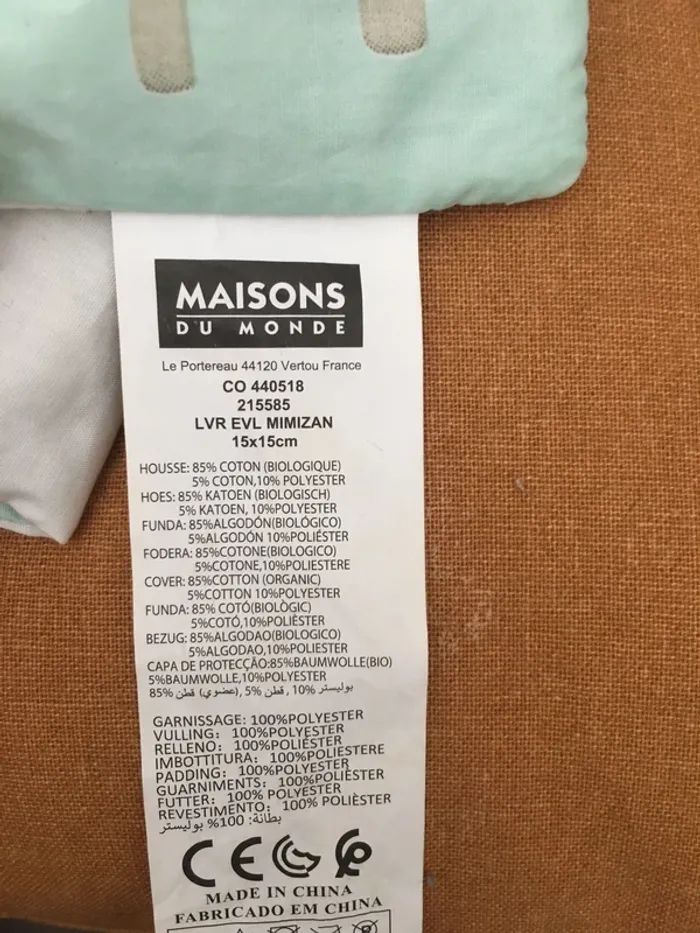 MAISONS
DU MONDE
Le Portereau 44120 Vertou France
CO 440518
215585
LVR EVL MIMIZAN
15x15cm
HOUSSE: 85% COTON (BIOLOGIQUE)
5% COTON,10% POLYESTER
HOES: 85% KATOEN (BIOLOGISCH)
5% KATOEN, 10%POLYESTER
FUNDA: 85%ALGODÓN(BIOLÓGICO)
5%ALGODÓN 10%POLIÉSTER
FODERA: 85%COTONE(BIOLOGICO)
5%COTONE,10%POLIESTERE
COVER: 85%COTTON (ORGANIC)
5%COTTON 10%POLYESTER
FUNDA: 85% COTÓ(BIOLÒGIC)
5%COTÓ,10%POLIÈSTER
BEZUG: 85%ALGODAO(BIOLOGICO)
5%ALGODAO,10%POLIESTER
CAPA DE PROTECÇÃO:85%BAUMWOLLE(BIO)
5%BAUMWOLLE,10%POLYESTER
85% قطن (عضوي), 5% قطن , 10% بوليستر
GARNISSAGE: 100%POLYESTER
VULLING: 100%POLYESTER
RELLENO: 100%POLIÉSTER
IMBOTTITURA: 100%POLIESTERE
PADDING: 100%POLYESTER
GUARNIMENTS: 100%POLIÈSTER
FUTTER: 100% POLYESTER
REVESTIMENTO: 100% POLIÈSTER
بطانة: 100% بوليستر
CE
MADE IN CHINA
FABRICADO EM CHINA